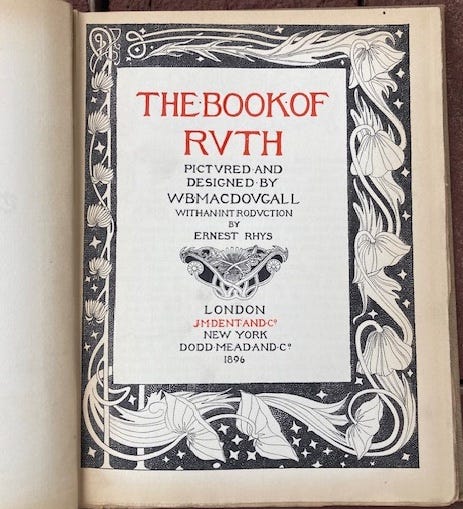 THE·BOOK·OF
RVTH
PICTVRED·AND
DESIGNED·BY
W·B·MACDOVGALL
WITH·AN·INTRODVCTION
BY
ERNEST RHYS
LONDON
J·M·DENT·AND·Cº
NEW YORK
DODD·MEAD·AND·Cº
1896